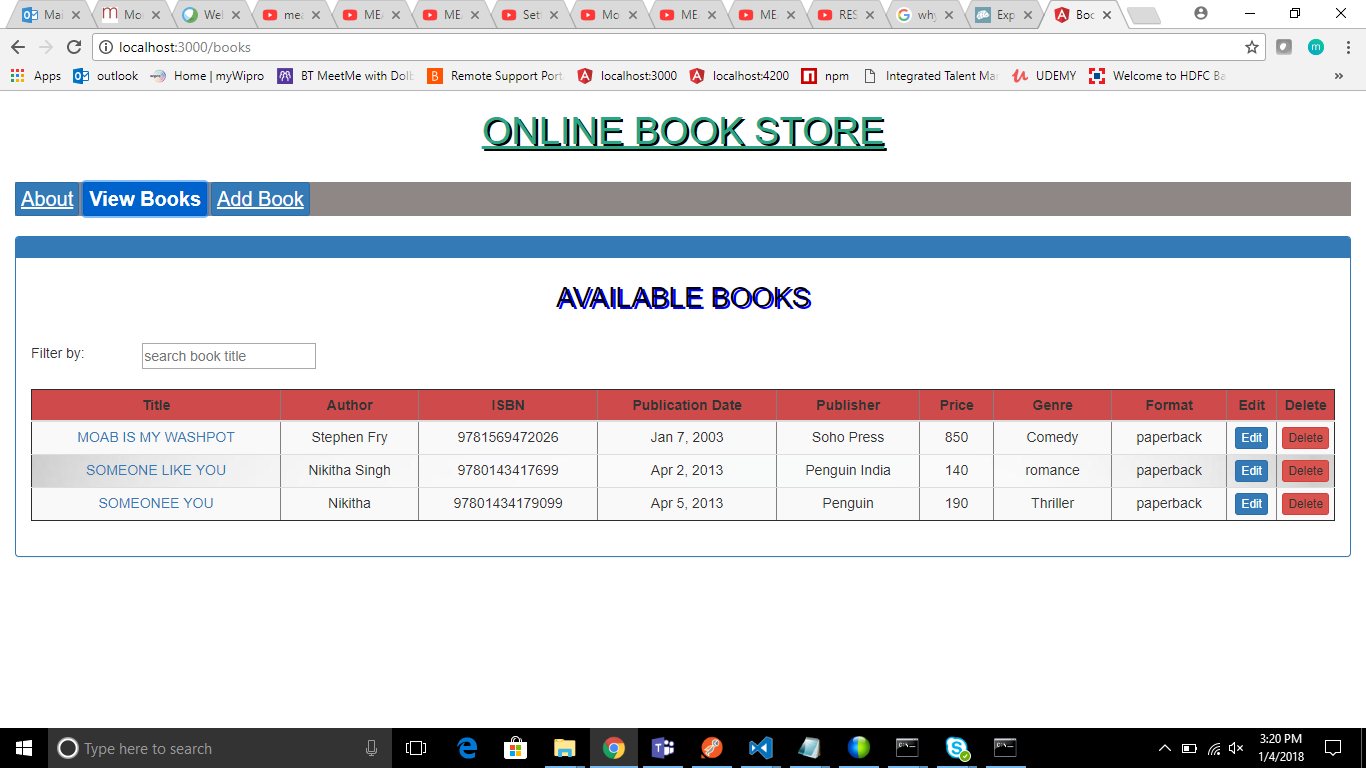 Mai
Mo
Wel
mea
MEA
MEA
Sett
Mo
ME
MEA
RES
why
Exp
Boo
localhost:3000/books
Apps outlook Home | myWipro BT MeetMe with Dolb Remote Support Port localhost:3000 localhost:4200 npm Integrated Talent Mar UDEMY Welcome to HDFC Ba »
ONLINE BOOK STORE
About View Books Add Book
AVAILABLE BOOKS
Filter by: search book title
Title Author ISBN Publication Date Publisher Price Genre Format Edit Delete
MOAB IS MY WASHPOT Stephen Fry 9781569472026 Jan 7, 2003 Soho Press 850 Comedy paperback Edit Delete
SOMEONE LIKE YOU Nikitha Singh 9780143417699 Apr 2, 2013 Penguin India 140 romance paperback Edit Delete
SOMEONEE YOU Nikitha 97801434179099 Apr 5, 2013 Penguin 190 Thriller paperback Edit Delete
Type here to search
3:20 PM
1/4/2018